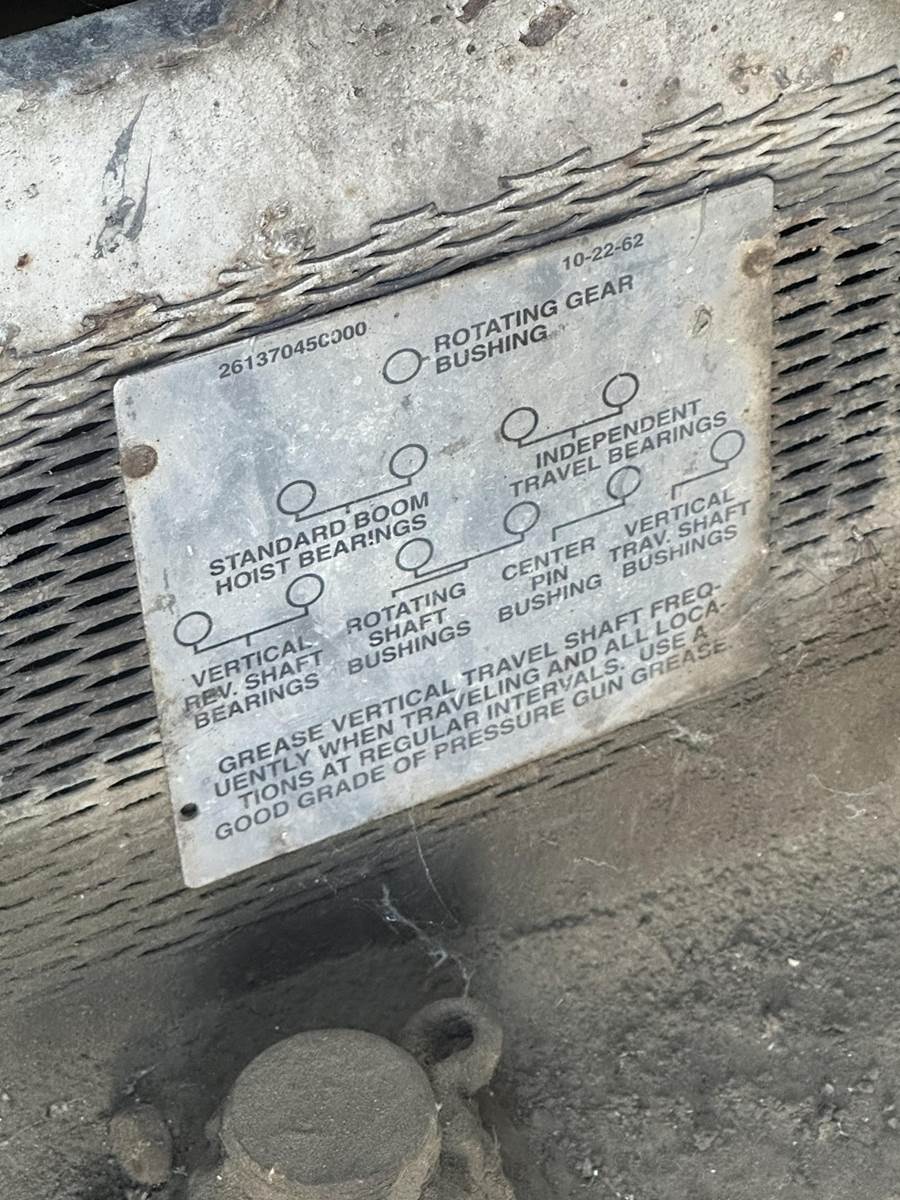 26137045C000
10-22-62
ROTATING GEAR
BUSHING
INDEPENDENT
TRAVEL BEARINGS
STANDARD BOOM
HOIST BEARINGS
VERTICAL
REV. SHAFT
BEARINGS
ROTATING
SHAFT
BUSHINGS
CENTER
PIN
BUSHING
VERTICAL
TRAV. SHAFT
BUSHINGS
GREASE VERTICAL TRAVEL SHAFT FREQ-
UENTLY WHEN TRAVELING AND ALL LOCA-
TIONS AT REGULAR INTERVALS. USE A
GOOD GRADE OF PRESSURE GUN GREASE.